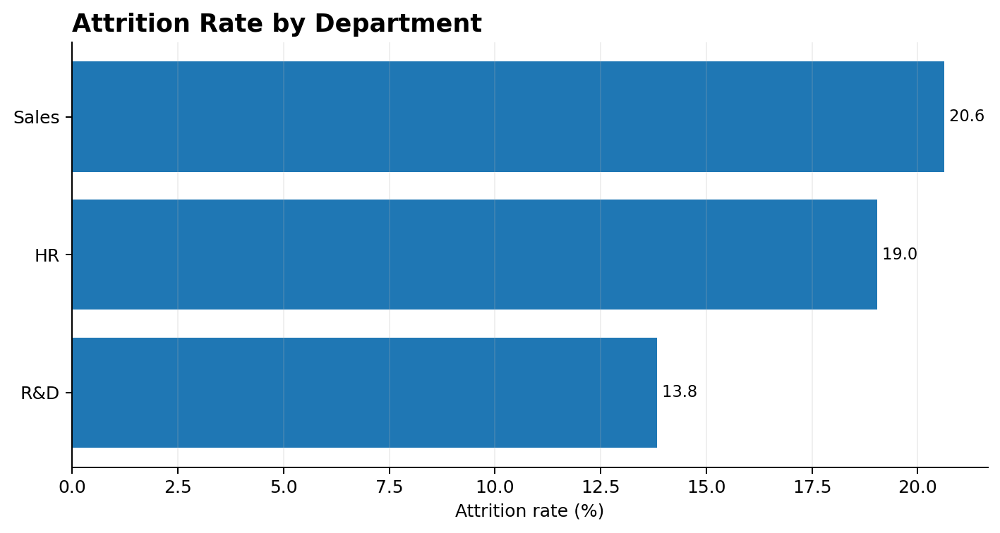 Attrition Rate by Department
Sales
20.6
HR
19.0
R&D
13.8
0.0 2.5 5.0 7.5 10.0 12.5 15.0 17.5 20.0
Attrition rate (%)